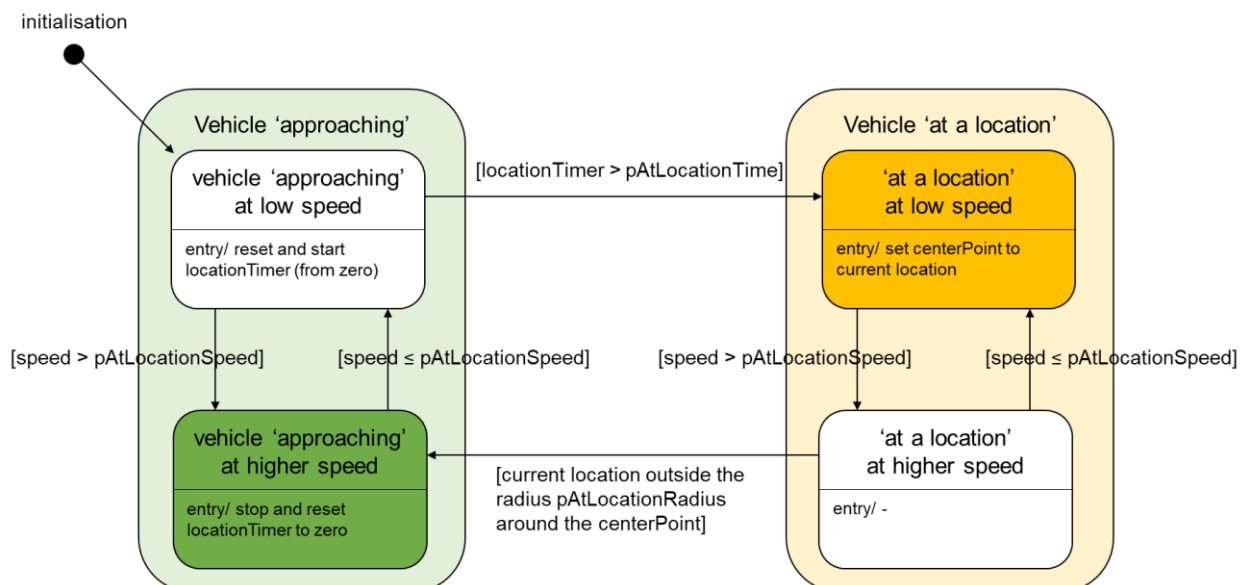 initialisation
Vehicle ‘approaching’
vehicle ‘approaching’
at low speed
entry/ reset and start
locationTimer (from zero)
[locationTimer > pAtLocationTime]
Vehicle ‘at a location’
‘at a location’
at low speed
entry/ set centerPoint to
current location
[speed > pAtLocationSpeed]
[speed ≤ pAtLocationSpeed]
[speed > pAtLocationSpeed]
[speed ≤ pAtLocationSpeed]
vehicle ‘approaching’
at higher speed
entry/ stop and reset
locationTimer to zero
[current location outside the
radius pAtLocationRadius
around the centerPoint]
‘at a location’
at higher speed
entry/ -